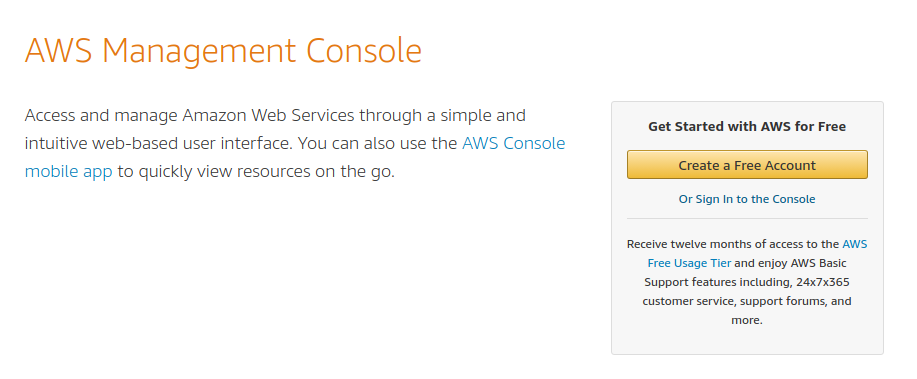 AWS Management Console
Access and manage Amazon Web Services through a simple and
intuitive web-based user interface. You can also use the AWS Console
mobile app to quickly view resources on the go.
Get Started with AWS for Free
Create a Free Account
Or Sign In to the Console
Receive twelve months of access to the AWS
Free Usage Tier and enjoy AWS Basic
Support features including, 24x7x365
customer service, support forums, and
more.